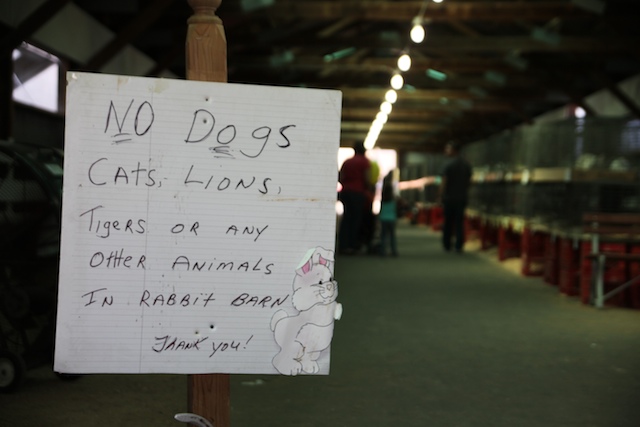 NO Dogs
CAts, LIONS,
Tigers OR ANY
OtHer ANIMALS
IN RABBit BARN
THANK you!